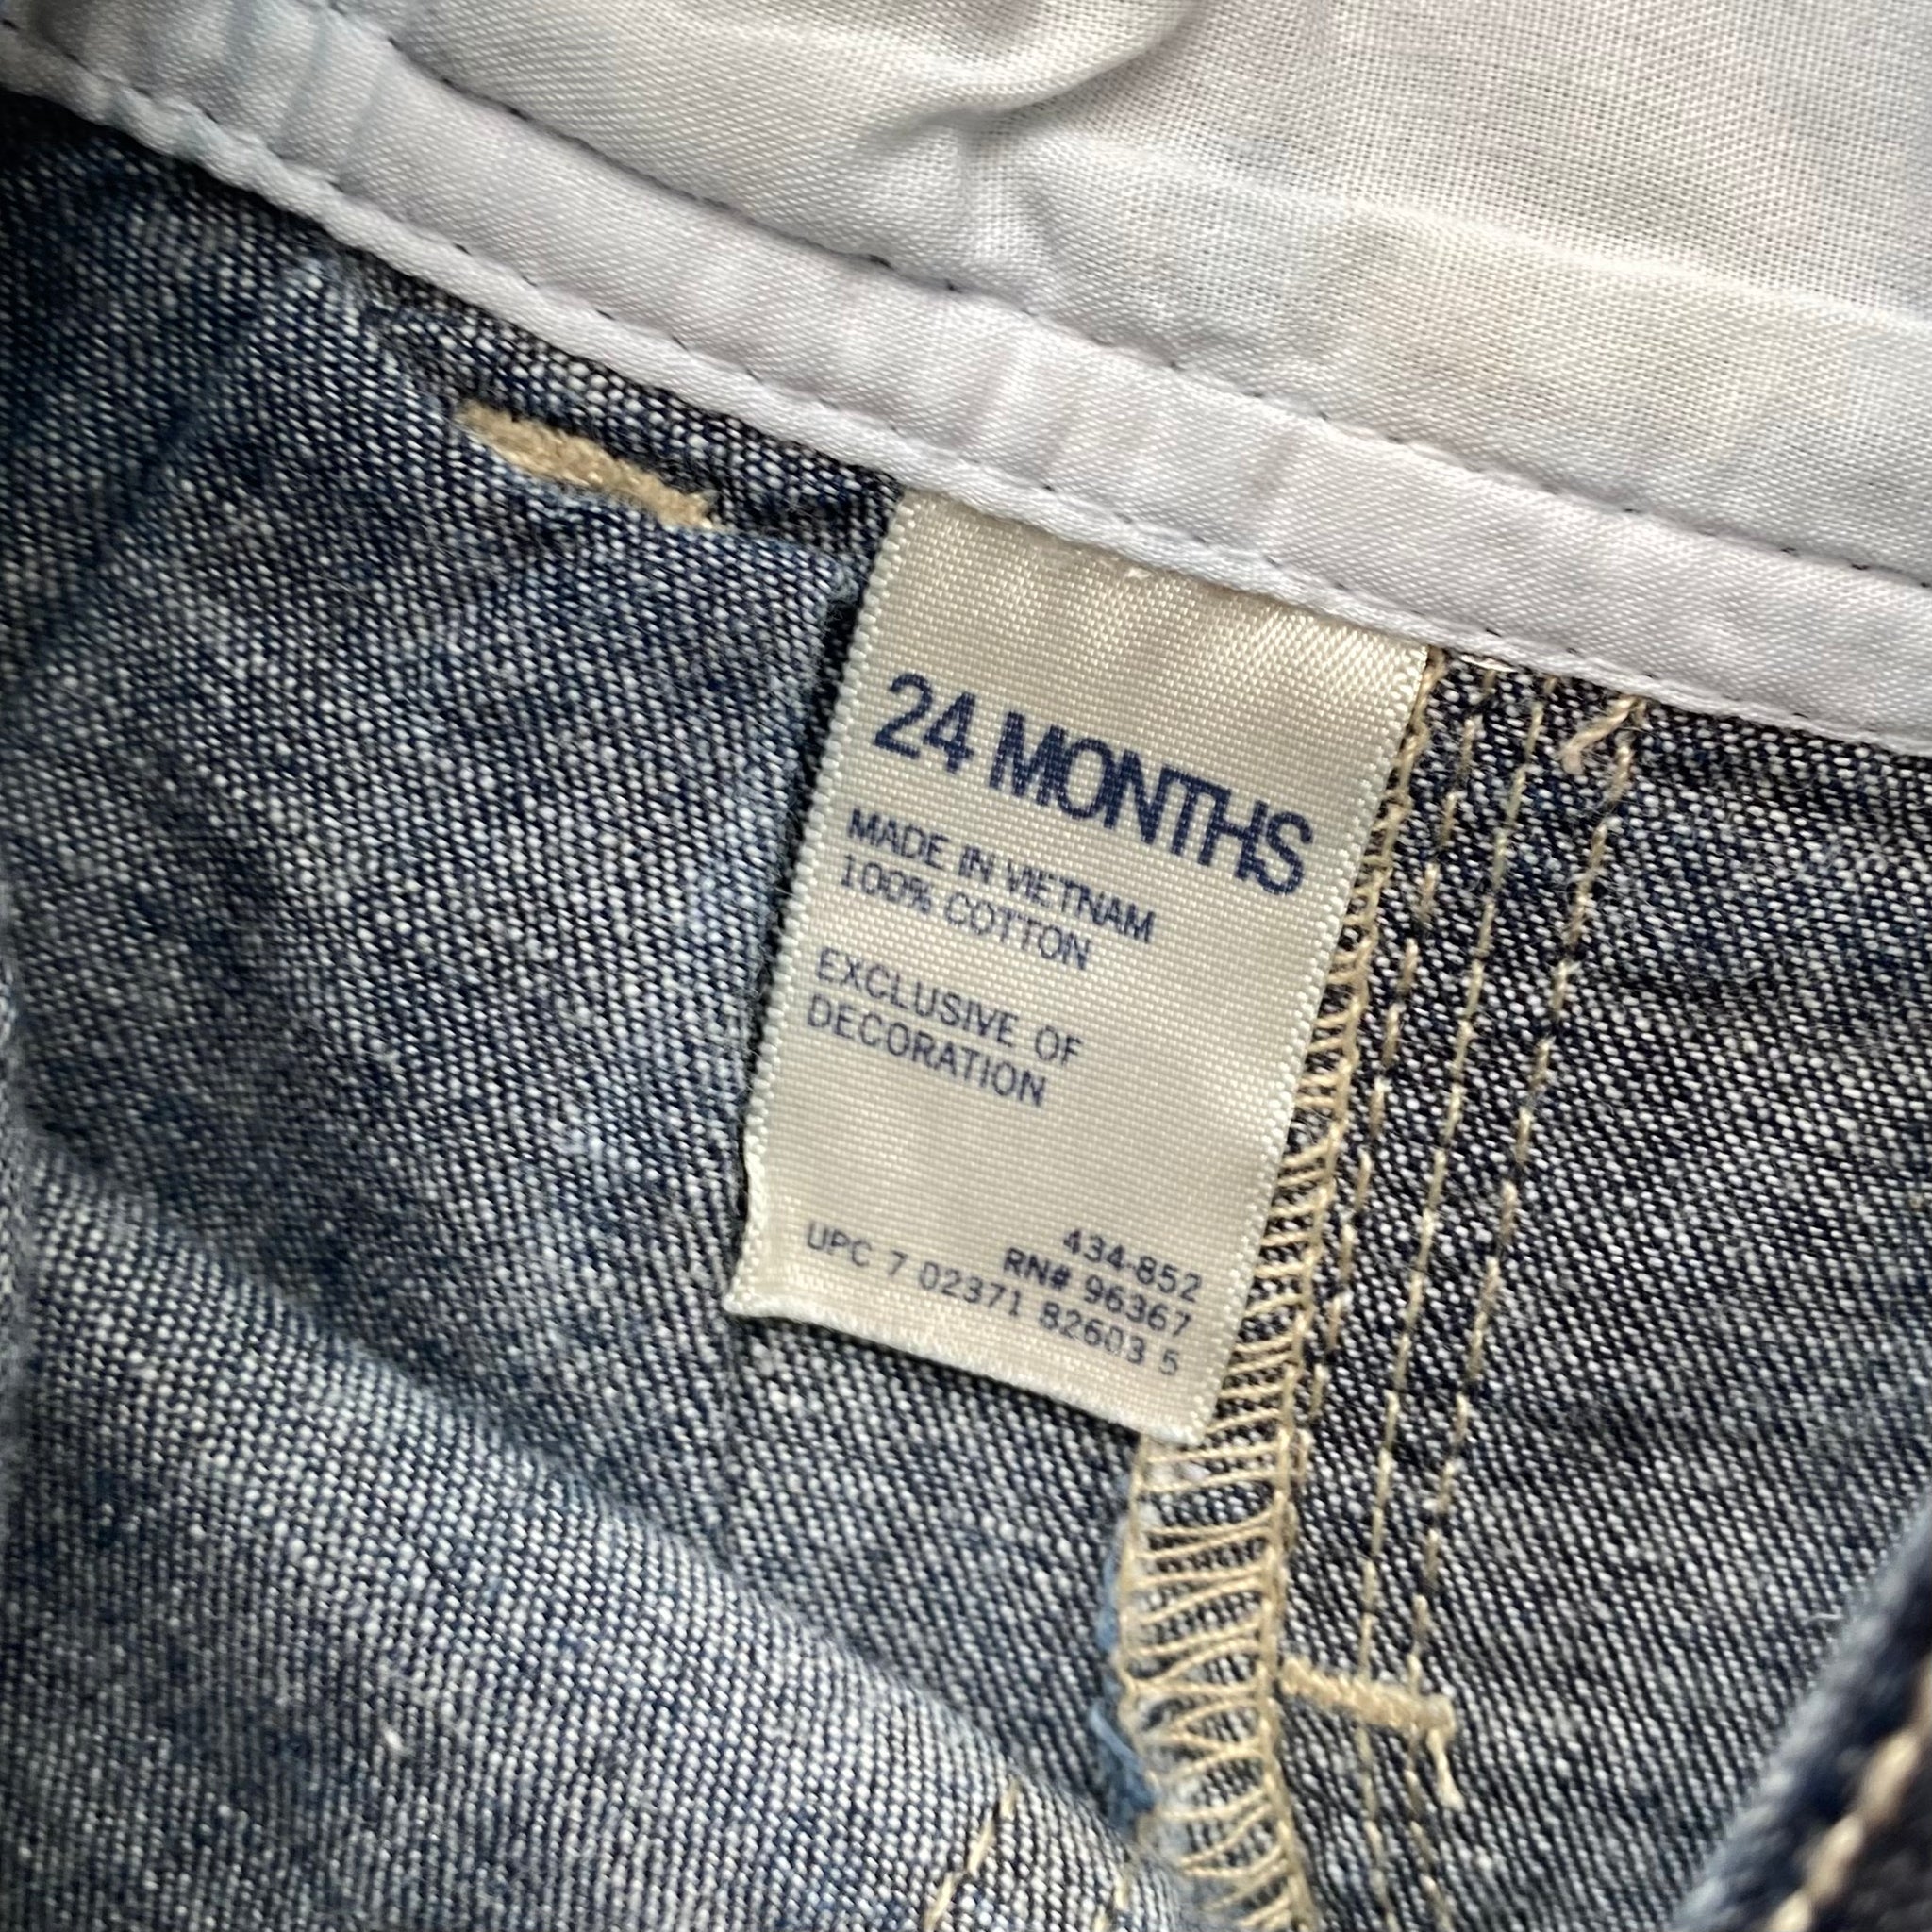 24 MONTHS
MADE IN VIETNAM
100% COTTON
EXCLUSIVE OF
DECORATION
434-852
RN# 96367
UPC 7 02371 82603 5